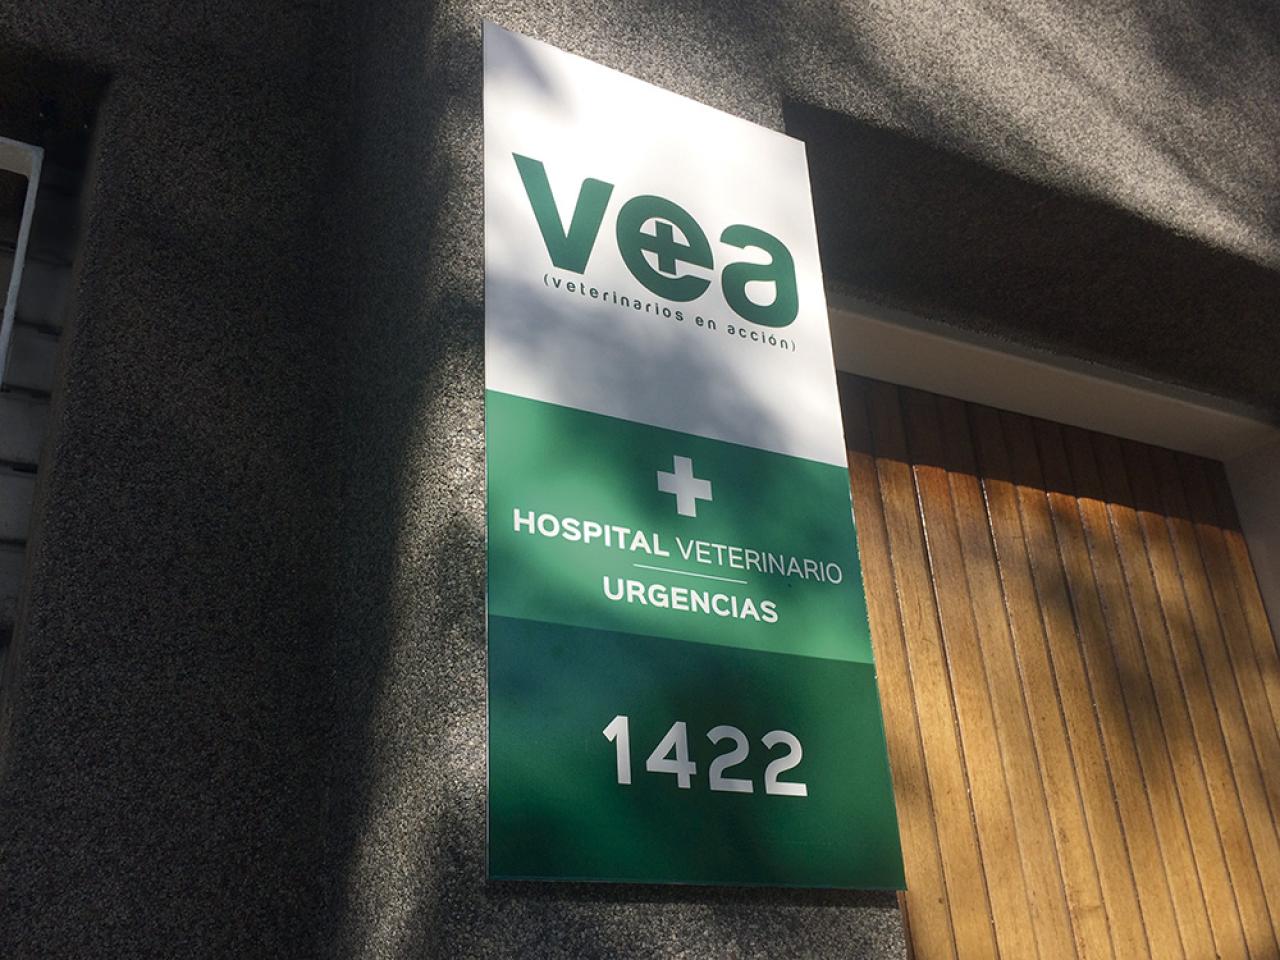 vea
(veterinarios en acción)
HOSPITAL VETERINARIO
URGENCIAS
1422